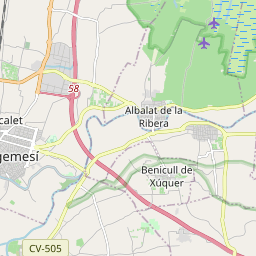 58
Albalat de la
Ribera
calet
gemesí
Benicull de
Xúquer
CV-505